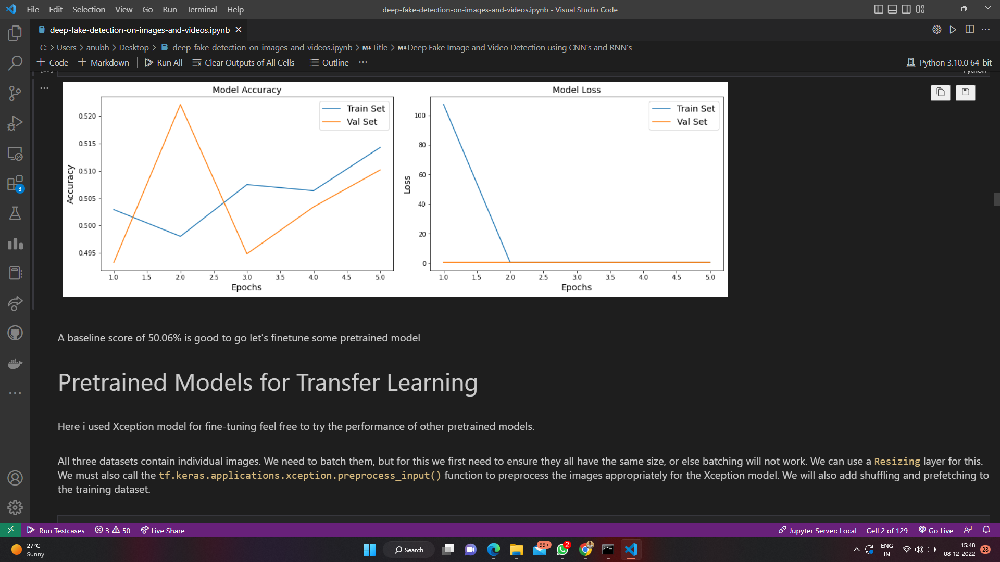 File Edit Selection View Go Run Terminal Help
deep-fake-detection-on-images-and-videos.ipynb - Visual Studio Code
deep-fake-detection-on-images-and-videos.ipynb
C: > Users > anubh > Desktop > deep-fake-detection-on-images-and-videos.ipynb > M↓Title > M↓Deep Fake Image and Video Detection using CNN's and RNN's
+ Code + Markdown Run All Clear Outputs of All Cells Outline ... Python 3.10.0 64-bit
Python
Model Accuracy
Train Set
Val Set
0.520
0.515
0.510
0.505
0.500
0.495
Accuracy
1.0 1.5 2.0 2.5 3.0 3.5 4.0 4.5 5.0
Epochs
Model Loss
Train Set
Val Set
100
80
60
40
20
0
Loss
1.0 1.5 2.0 2.5 3.0 3.5 4.0 4.5 5.0
Epochs
3
A baseline score of 50.06% is good to go let's finetune some pretrained model
Pretrained Models for Transfer Learning
Here i used Xception model for fine-tuning feel free to try the performance of other pretrained models.
All three datasets contain individual images. We need to batch them, but for this we first need to ensure they all have the same size, or else batching will not work. We can use a Resizing layer for this.
We must also call the tf.keras.applications.xception.preprocess_input() function to preprocess the images appropriately for the Xception model. We will also add shuffling and prefetching to
the training dataset.
Run Testcases 3 50 Live Share Jupyter Server: Local Cell 2 of 129 Go Live
27°C
Sunny
Search
99+
2
ENG
IN
15:48
08-12-2022
28